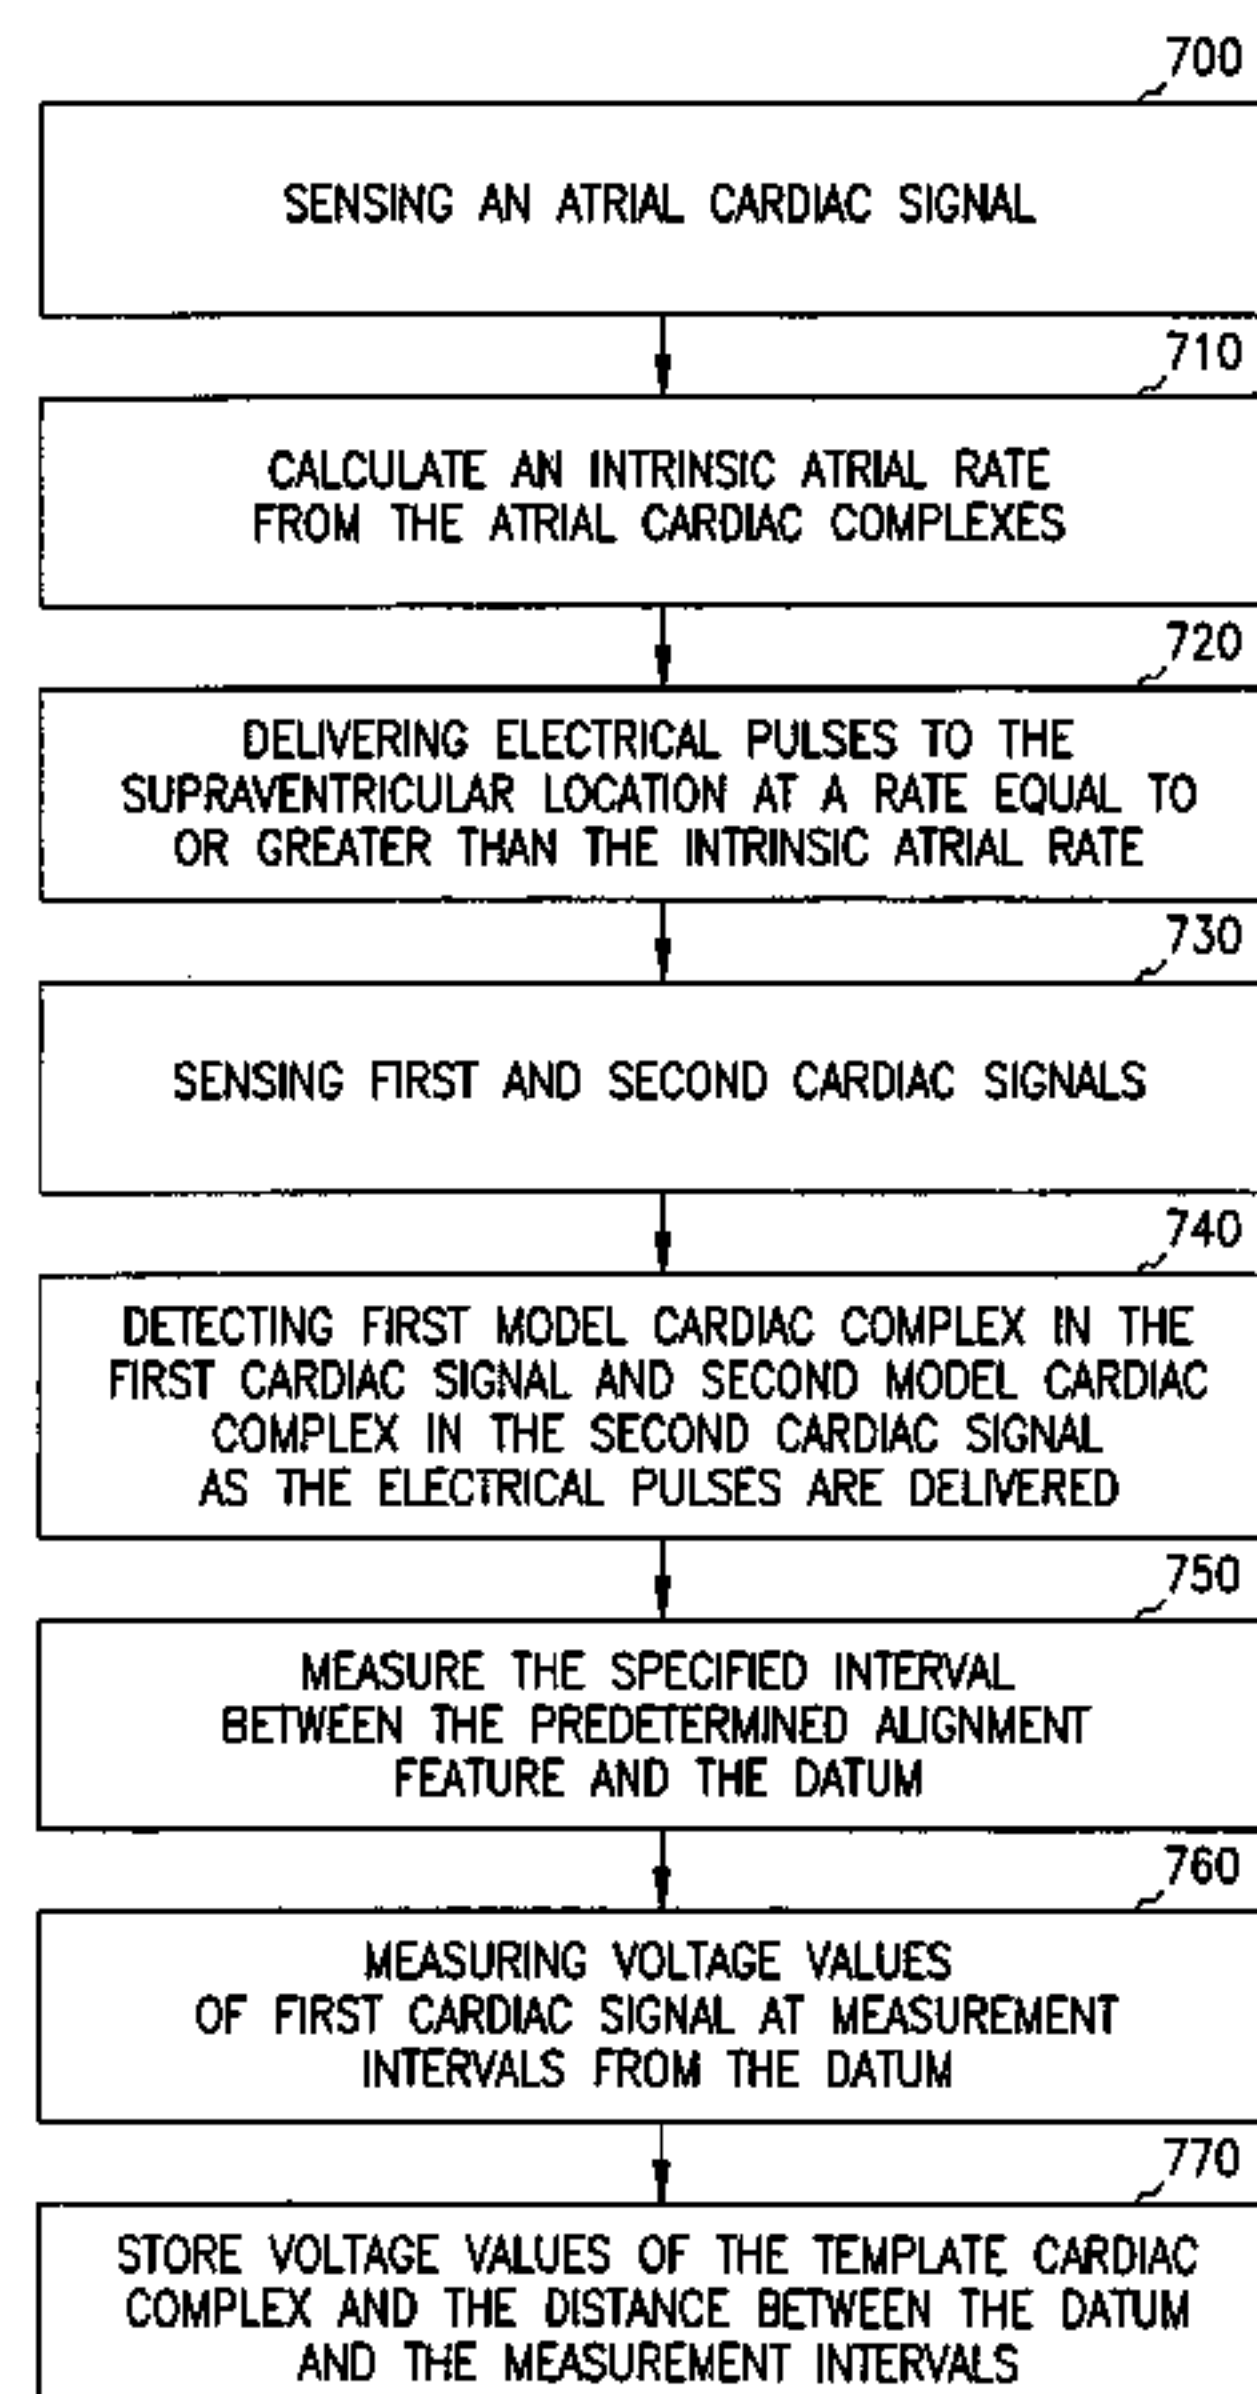 700
SENSING AN ATRIAL CARDIAC SIGNAL
710
CALCULATE AN INTRINSIC ATRIAL RATE
FROM THE ATRIAL CARDIAC COMPLEXES
720
DELIVERING ELECTRICAL PULSES TO THE
SUPRAVENTRICULAR LOCATION AT A RATE EQUAL TO
OR GREATER THAN THE INTRINSIC ATRIAL RATE
730
SENSING FIRST AND SECOND CARDIAC SIGNALS
740
DETECTING FIRST MODEL CARDIAC COMPLEX IN THE
FIRST CARDIAC SIGNAL AND SECOND MODEL CARDIAC
COMPLEX IN THE SECOND CARDIAC SIGNAL
AS THE ELECTRICAL PULSES ARE DELIVERED
750
MEASURE THE SPECIFIED INTERVAL
BETWEEN THE PREDETERMINED ALIGNMENT
FEATURE AND THE DATUM
760
MEASURING VOLTAGE VALUES
OF FIRST CARDIAC SIGNAL AT MEASUREMENT
INTERVALS FROM THE DATUM
770
STORE VOLTAGE VALUES OF THE TEMPLATE CARDIAC
COMPLEX AND THE DISTANCE BETWEEN THE DATUM
AND THE MEASUREMENT INTERVALS